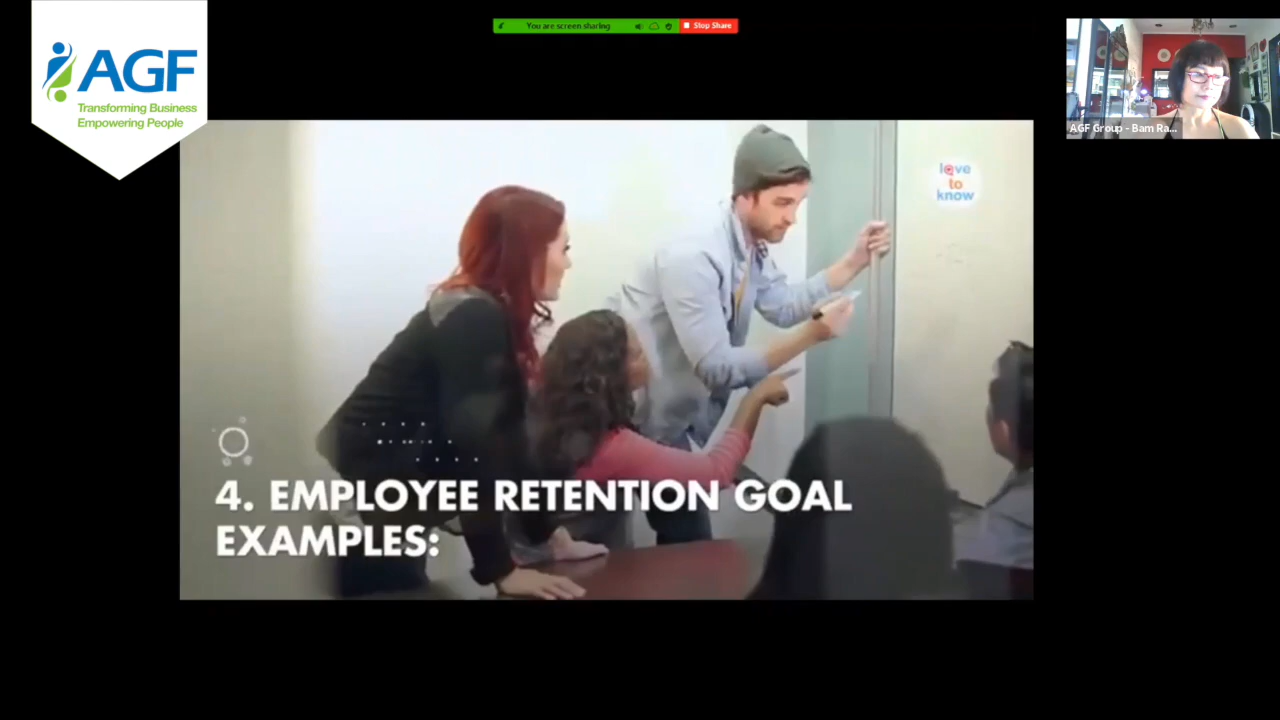 AGF
Transforming Business
Empowering People
You are screen sharing
Stop Share
AGF Group - Bam Ra...
love
to
know
4. EMPLOYEE RETENTION GOAL
EXAMPLES: